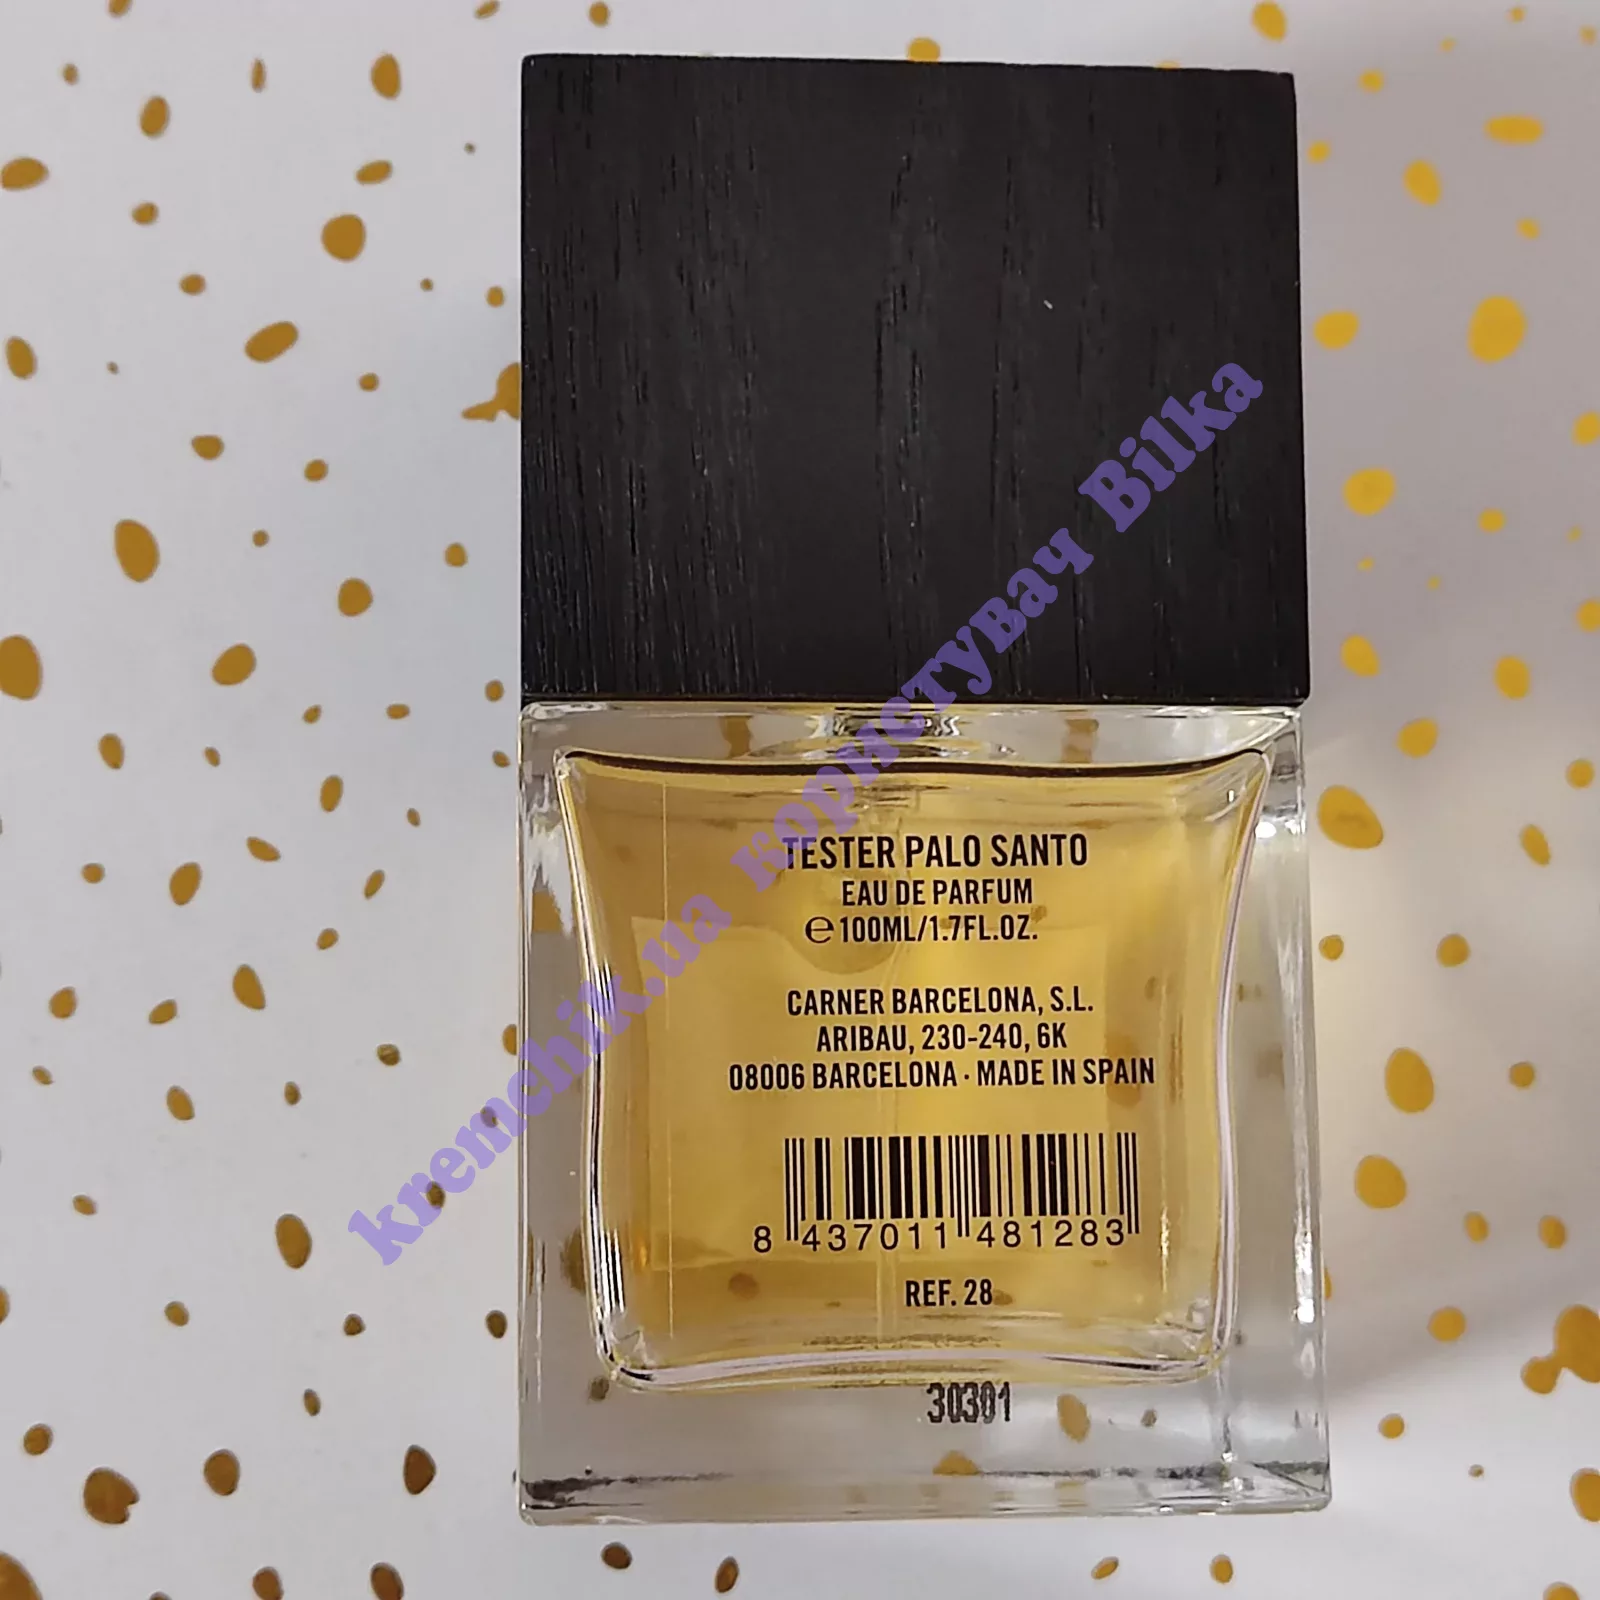 TESTER PALO SANTO
EAU DE PARFUM
℮100ML/1.7FL.OZ.
CARNER BARCELONA, S.L.
ARIBAU, 230-240, 6K
08006 BARCELONA · MADE IN SPAIN
8 437011 481283
REF. 28
30301
kremchik.ua користувач Bilka